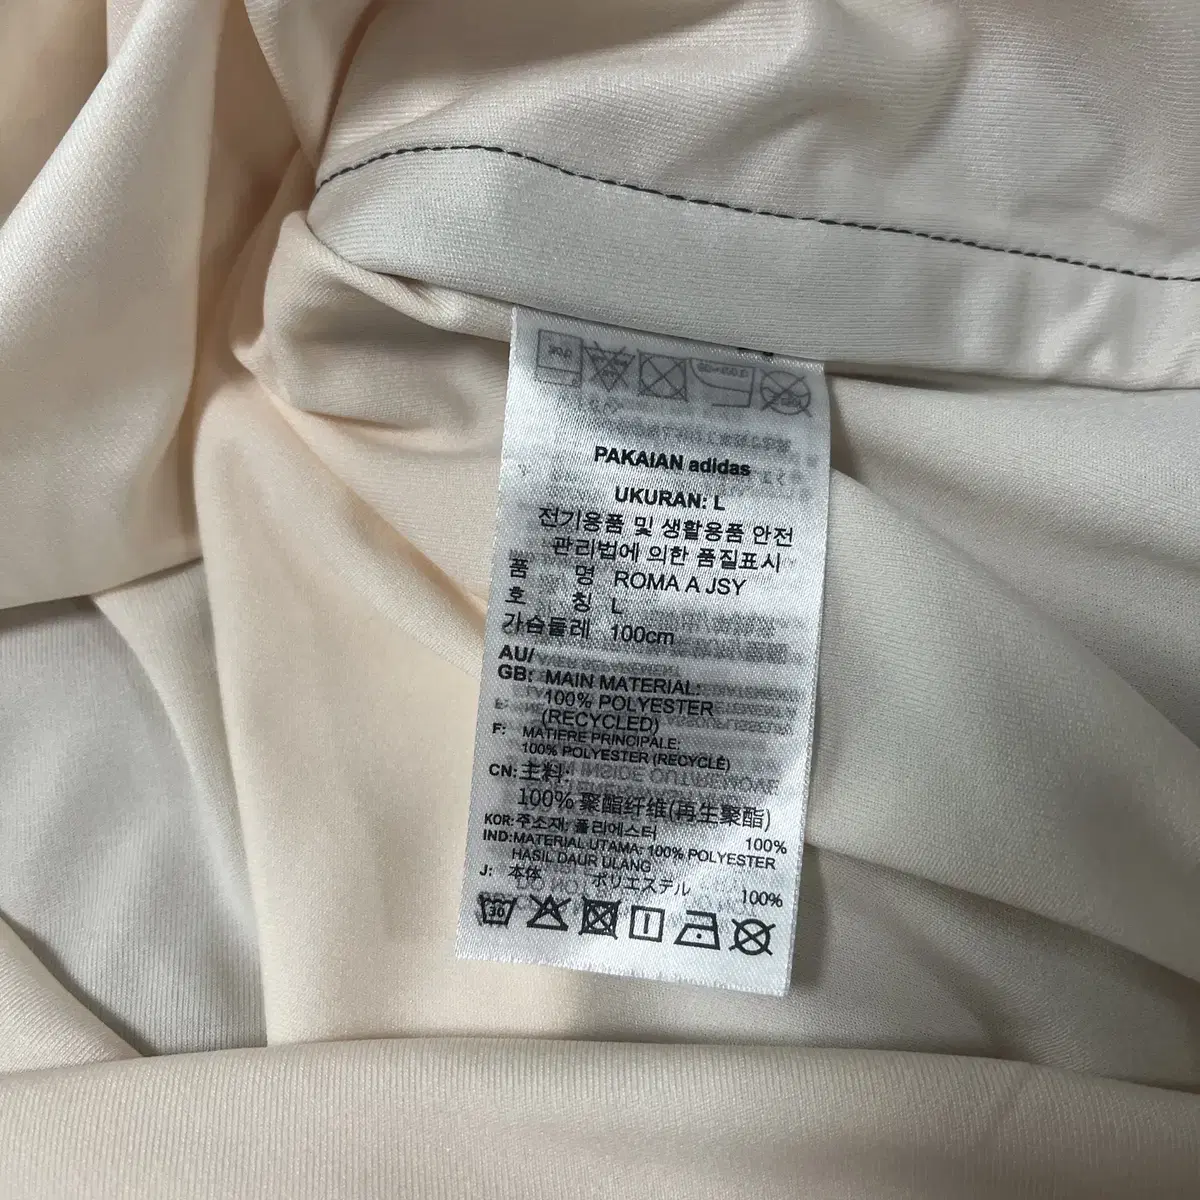 PAKAIAN adidas
UKURAN: L
전기용품 및 생활용품 안전
관리법에 의한 품질표시
품 명 ROMA A JSY
호 칭 L
가슴둘레 100cm
AU/
GB: MAIN MATERIAL:
100% POLYESTER
(RECYCLED)
F: MATIERE PRINCIPALE:
100% POLYESTER (RECYCLÉ)
CN: 主料:
100% 聚酯纤维(再生聚酯)
KOR: 주소재: 폴리에스터 100%
IND: MATERIAL UTAMA: 100% POLYESTER
HASIL DAUR ULANG
J: 本体 ポリエステル 100%
30